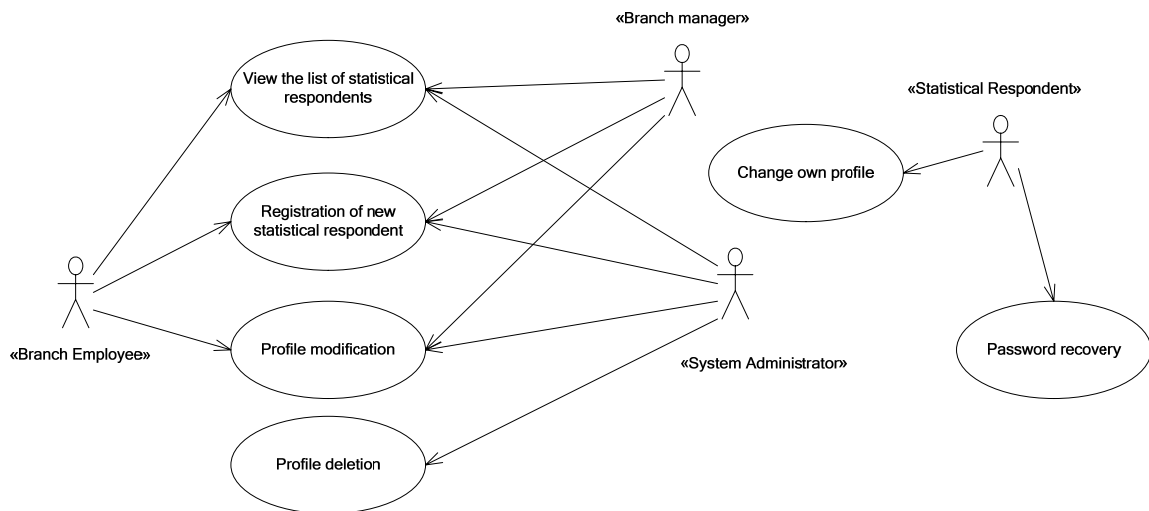 «Branch manager»
View the list of statistical
respondents
«Statistical Respondent»
Change own profile
Registration of new
statistical respondent
«Branch Employee»
Profile modification
«System Administrator»
Password recovery
Profile deletion